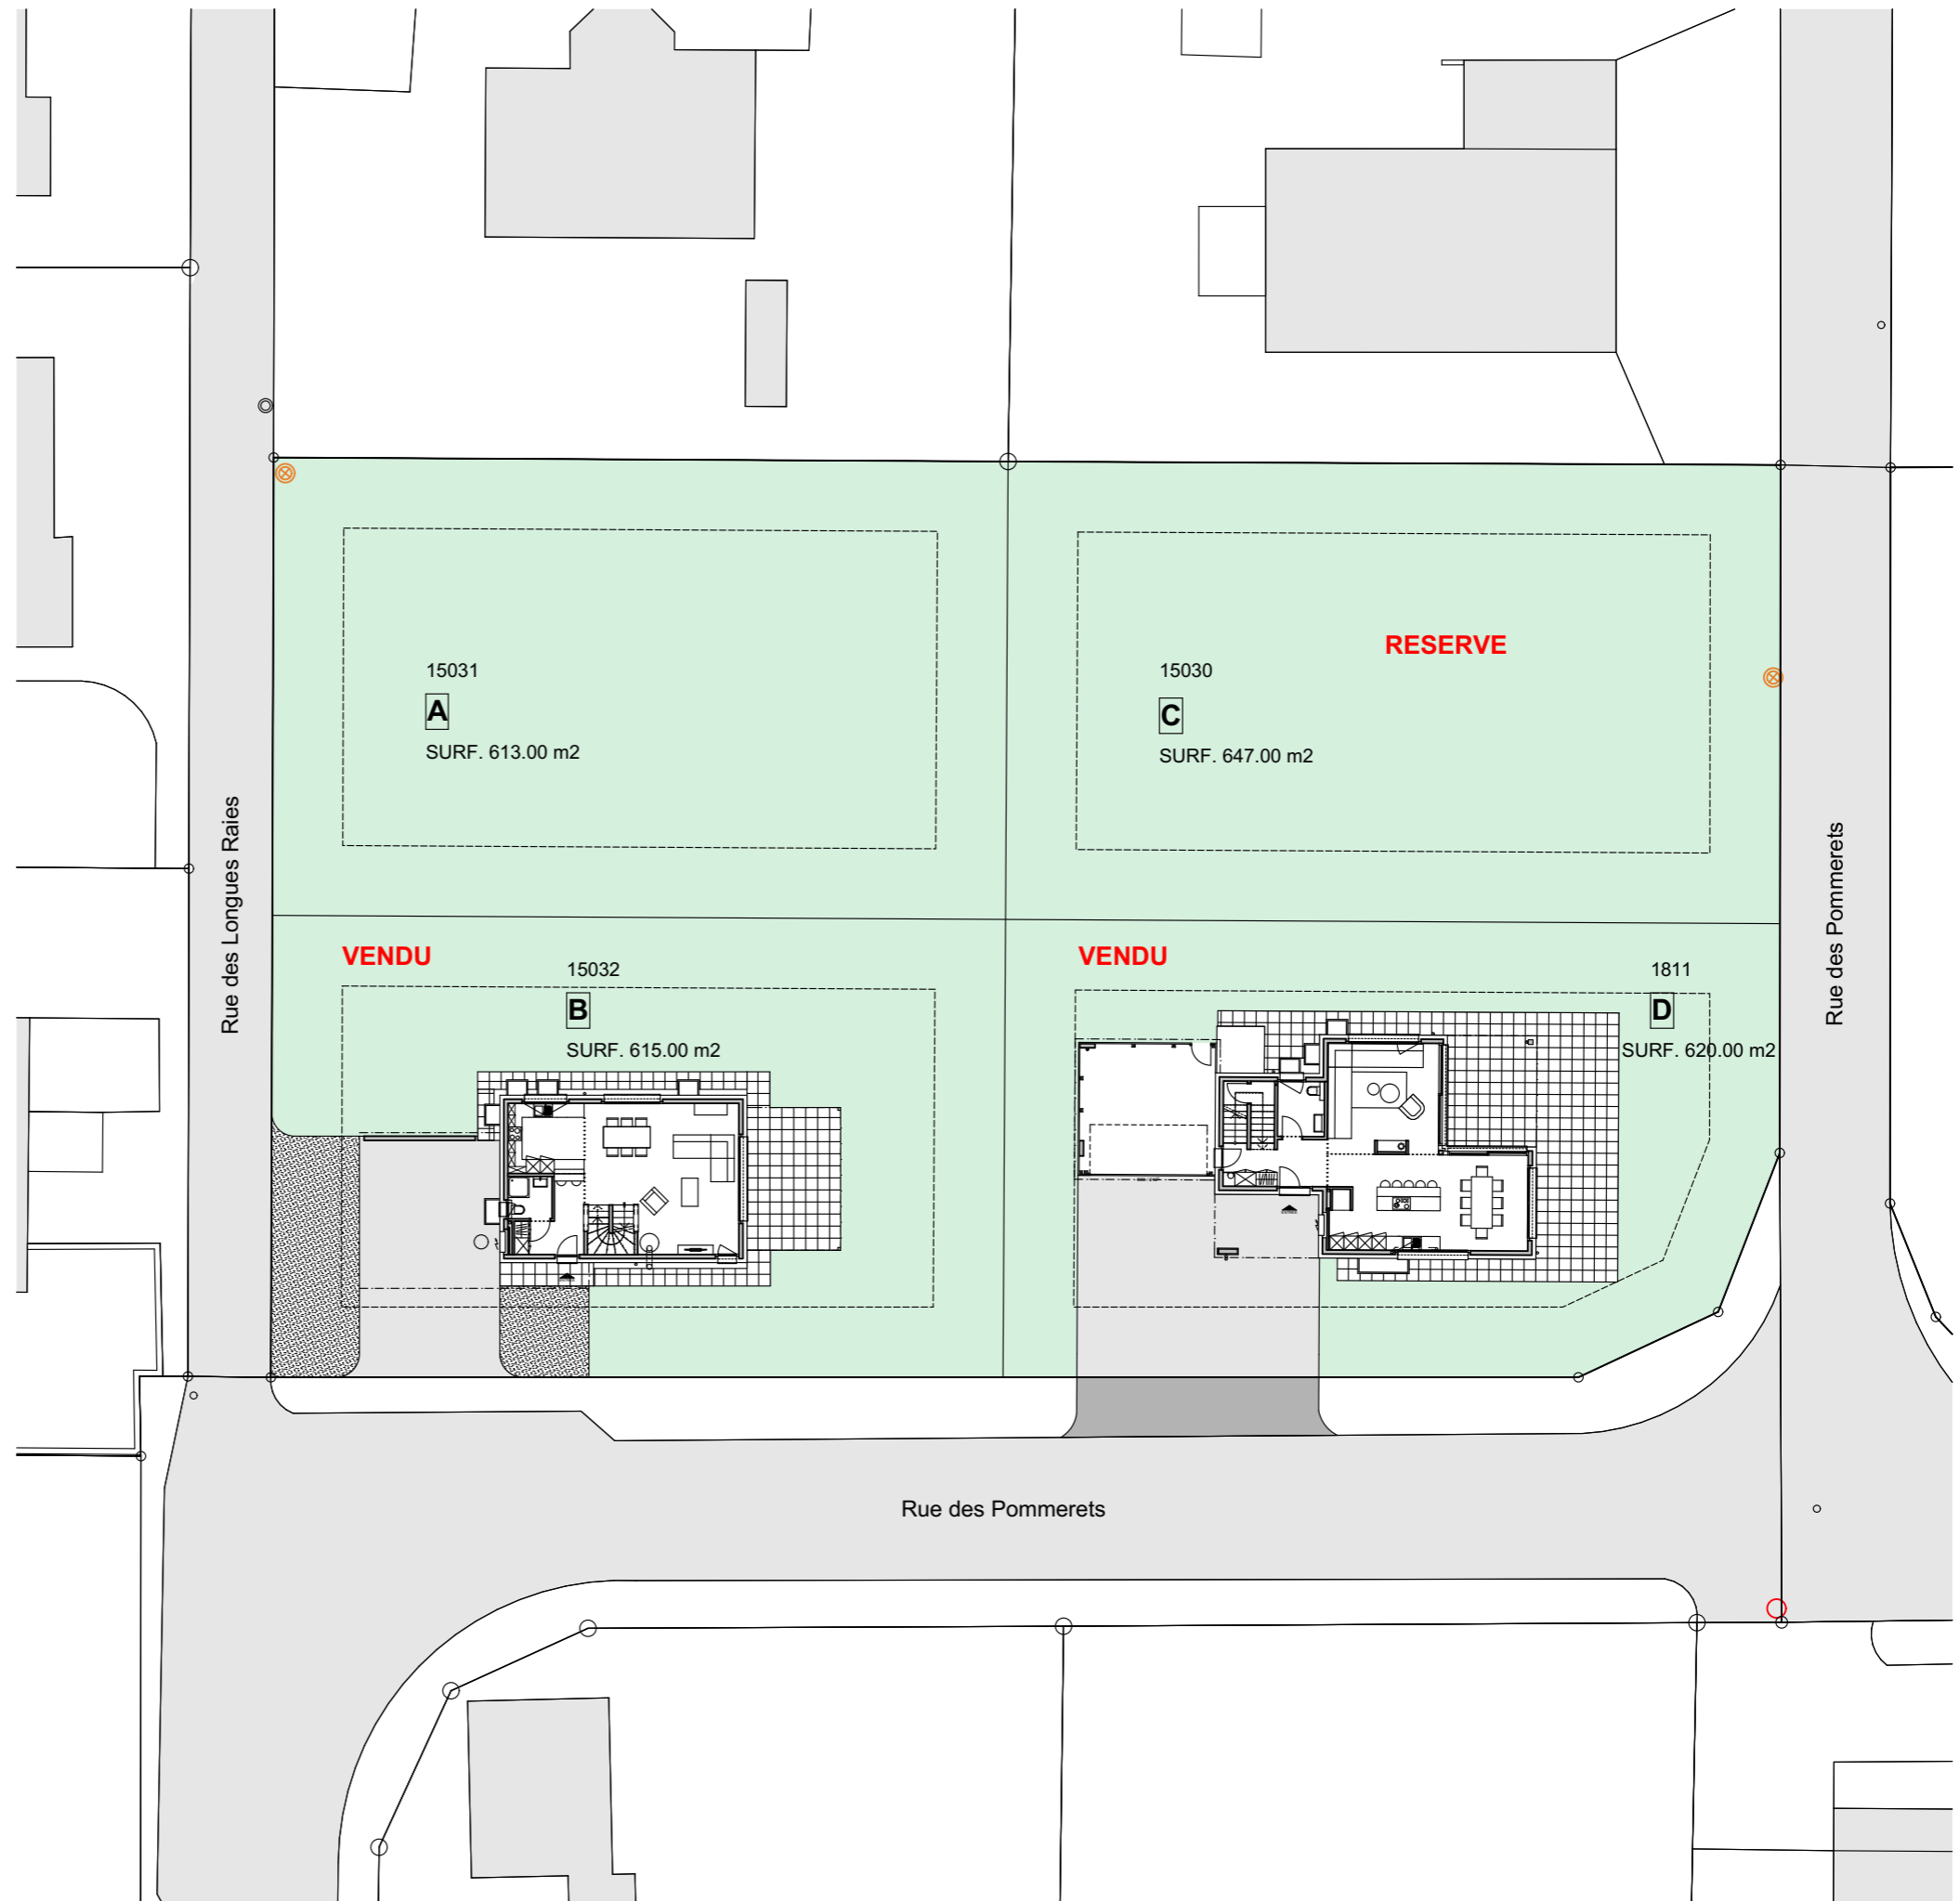 RESERVE
15031
A
SURF. 613.00 m2
15030
C
SURF. 647.00 m2
Rue des Longues Raies
Rue des Pommerets
VENDU
15032
B
SURF. 615.00 m2
VENDU
1811
D
SURF. 620.00 m2
Rue des Pommerets